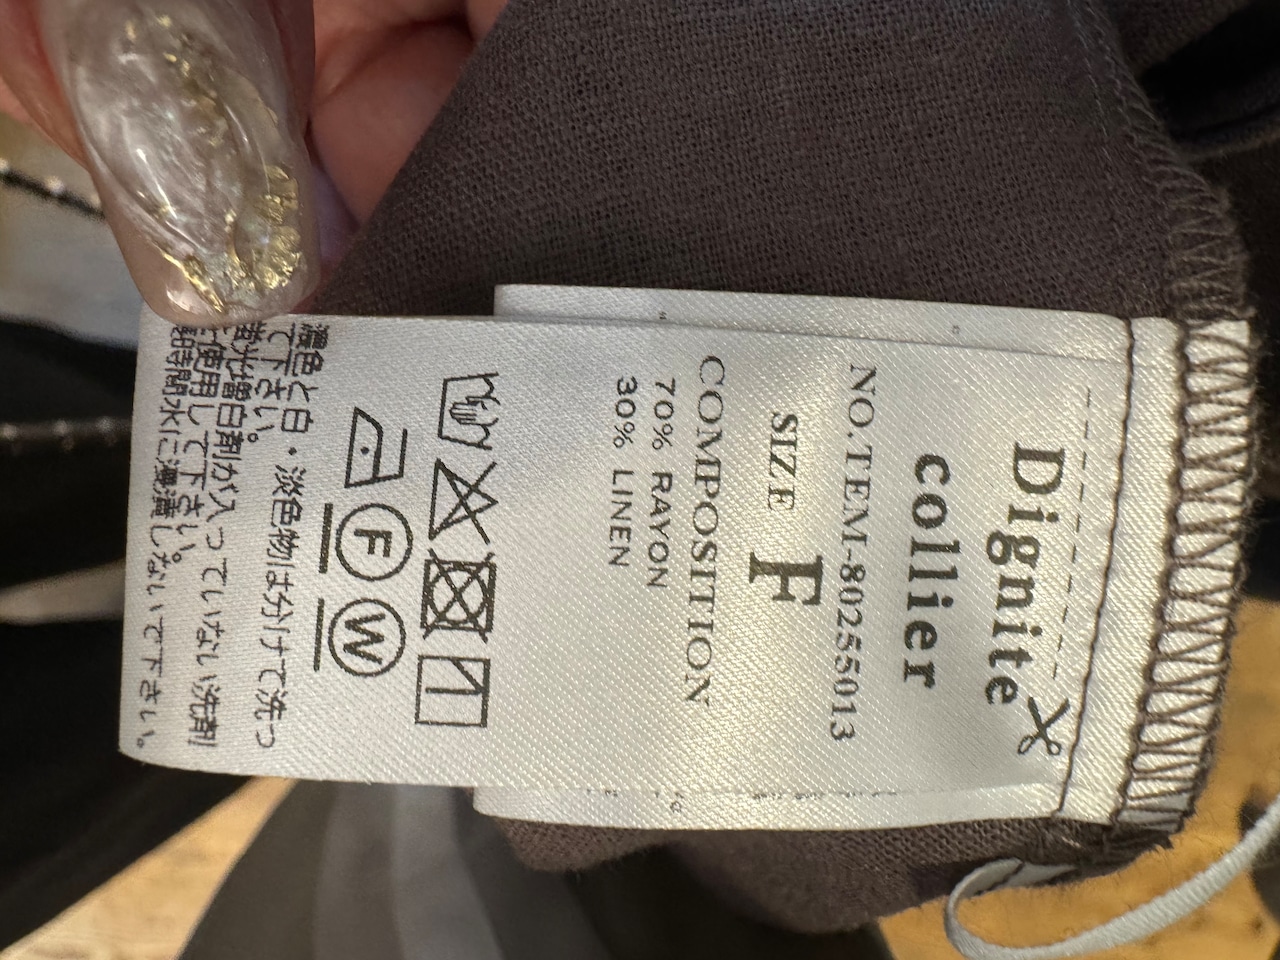 Dignite
collier
NO.TEM-802550​13
SIZE F
COMPOSITION
70% RAYON
30% LINEN
F W
濃色と白・淡色物は分けて洗っ
て下さい。
蛍光増白剤が入っていない洗剤
を使用して下さい。
長時間水に浸漬しないで下さい。